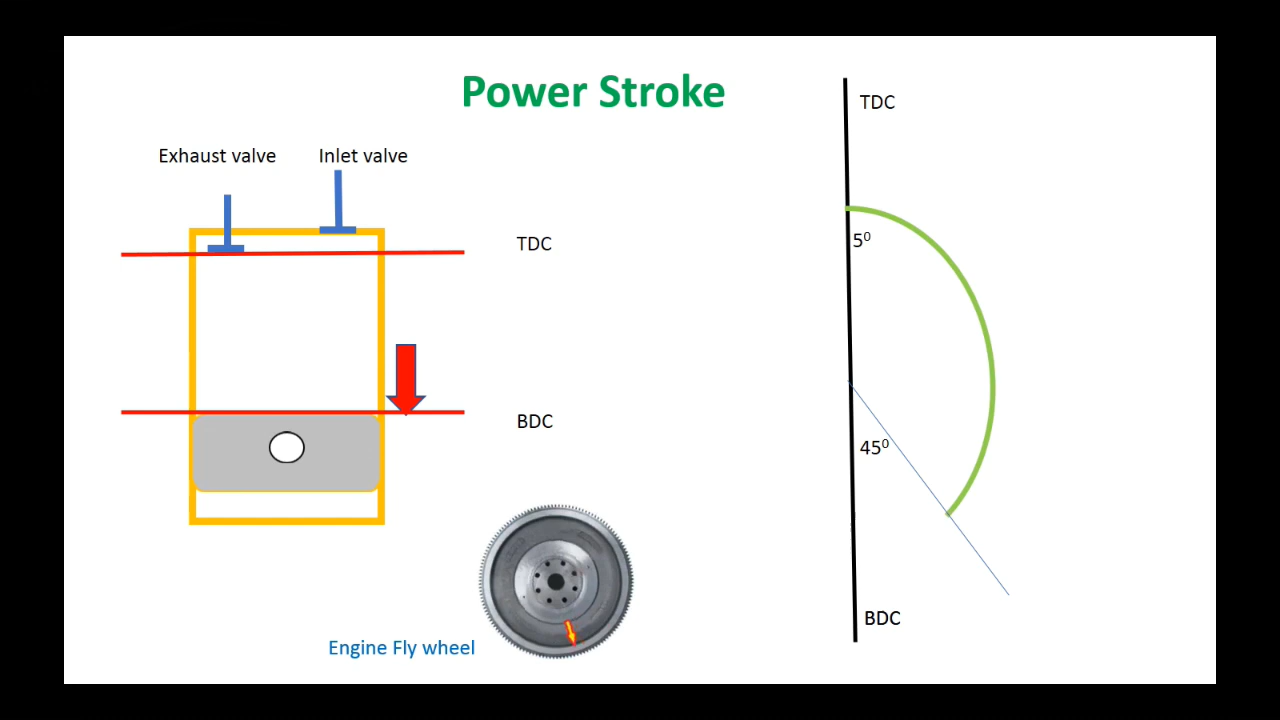 Power Stroke
TDC
Exhaust valve
Inlet valve
TDC
5⁰
BDC
45⁰
BDC
Engine Fly wheel